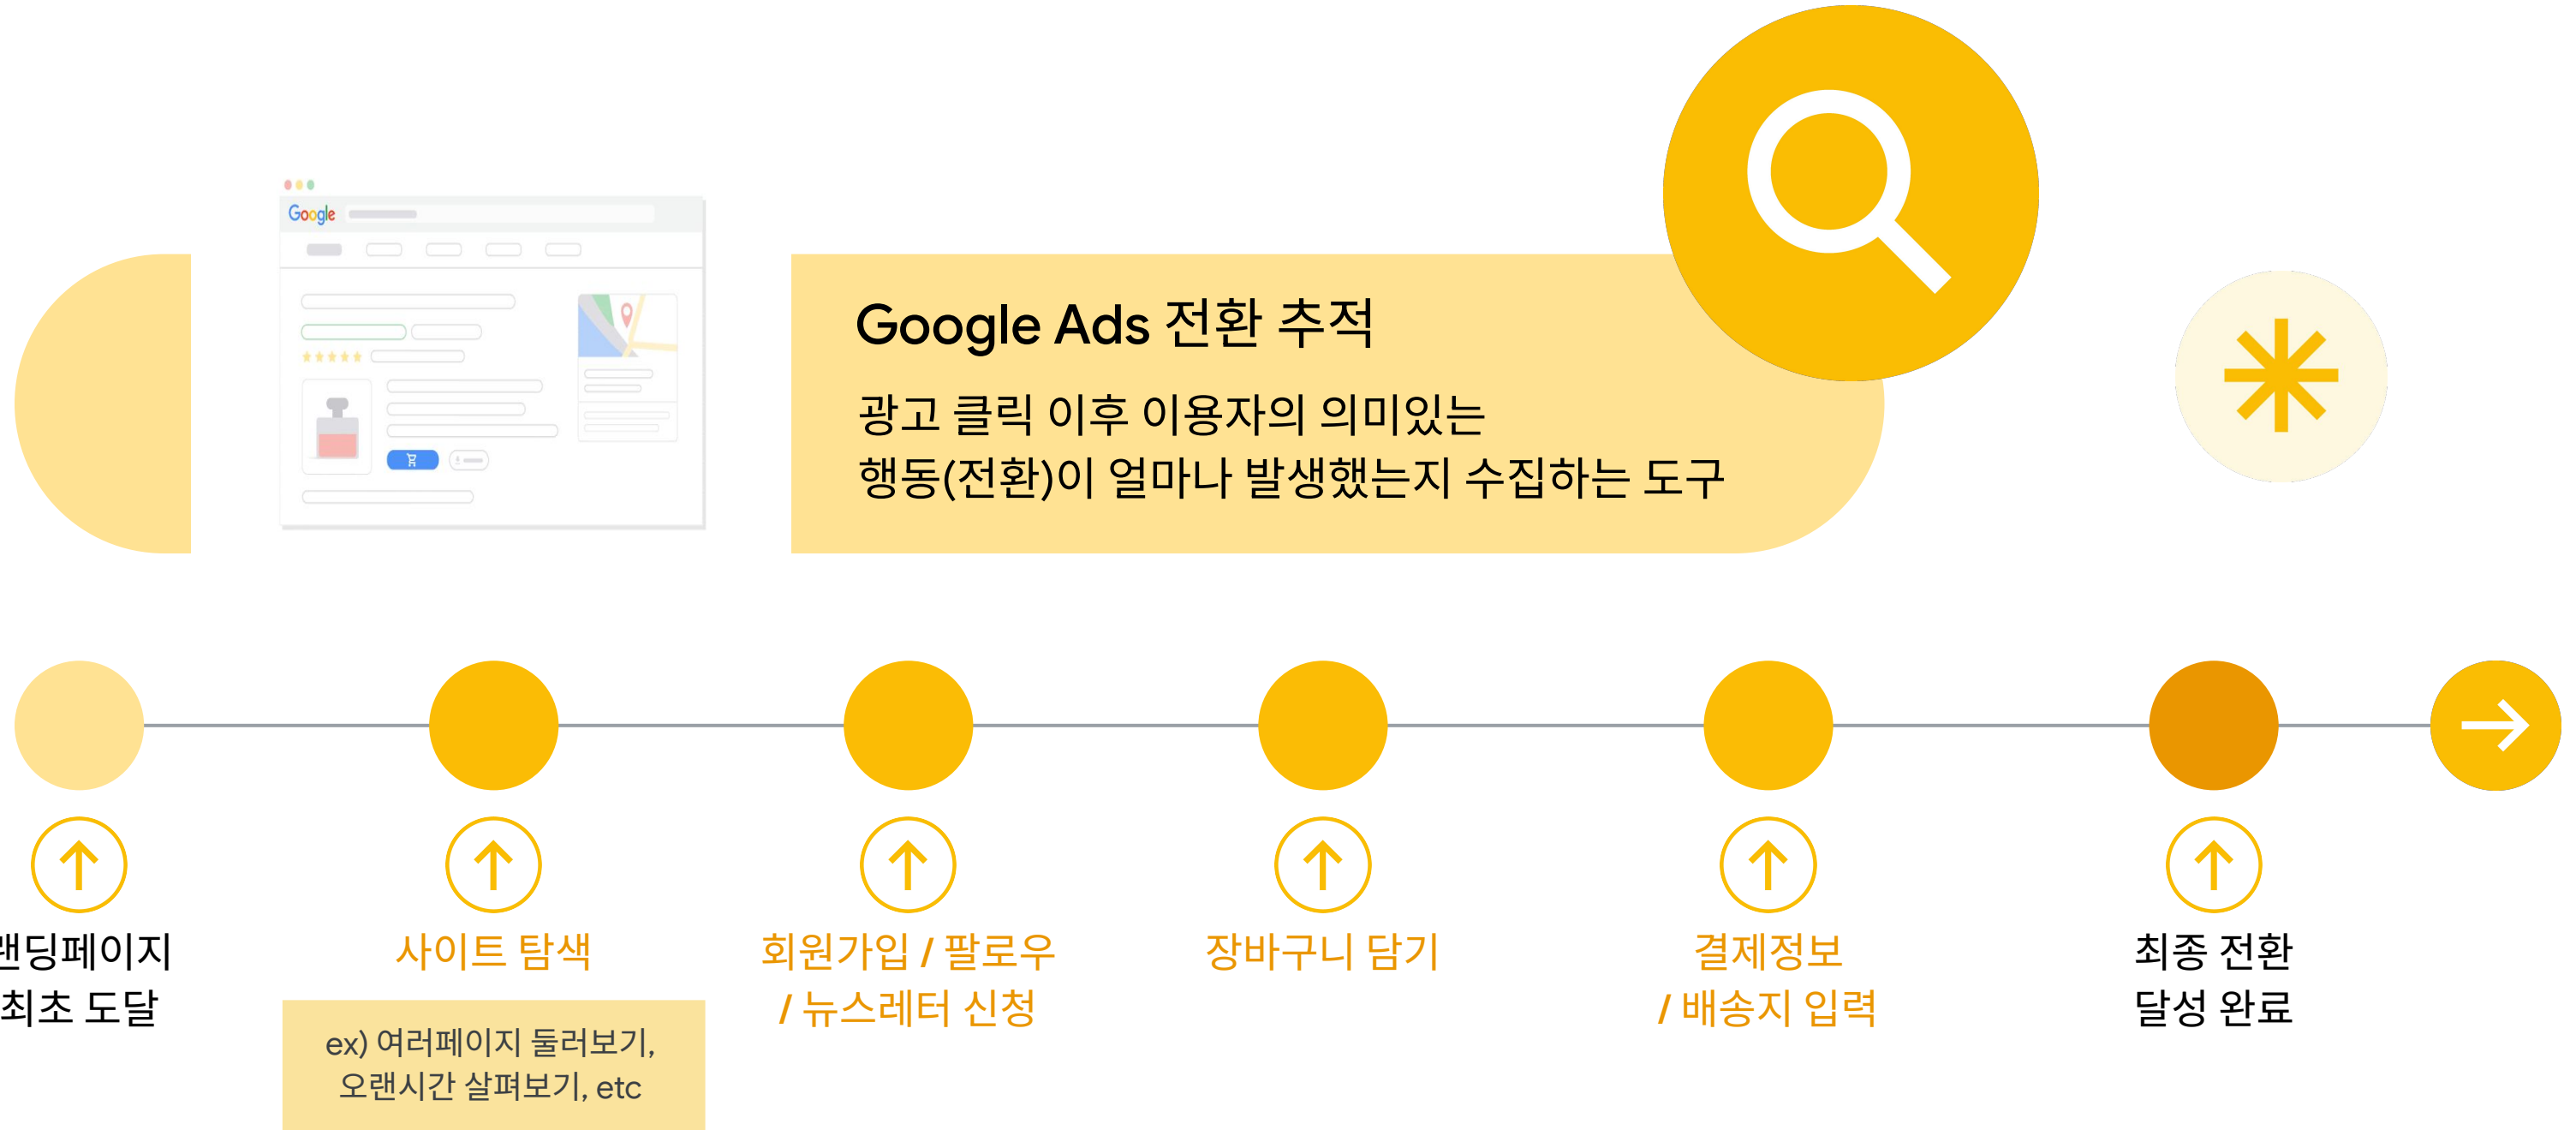 Google
Google Ads 전환 추적
광고 클릭 이후 이용자의 의미있는
행동(전환)이 얼마나 발생했는지 수집하는 도구
랜딩페이지
최초 도달
사이트 탐색
ex) 여러페이지 둘러보기,
오랜시간 살펴보기, etc
회원가입 / 팔로우
/ 뉴스레터 신청
장바구니 담기
결제정보
/ 배송지 입력
최종 전환
달성 완료